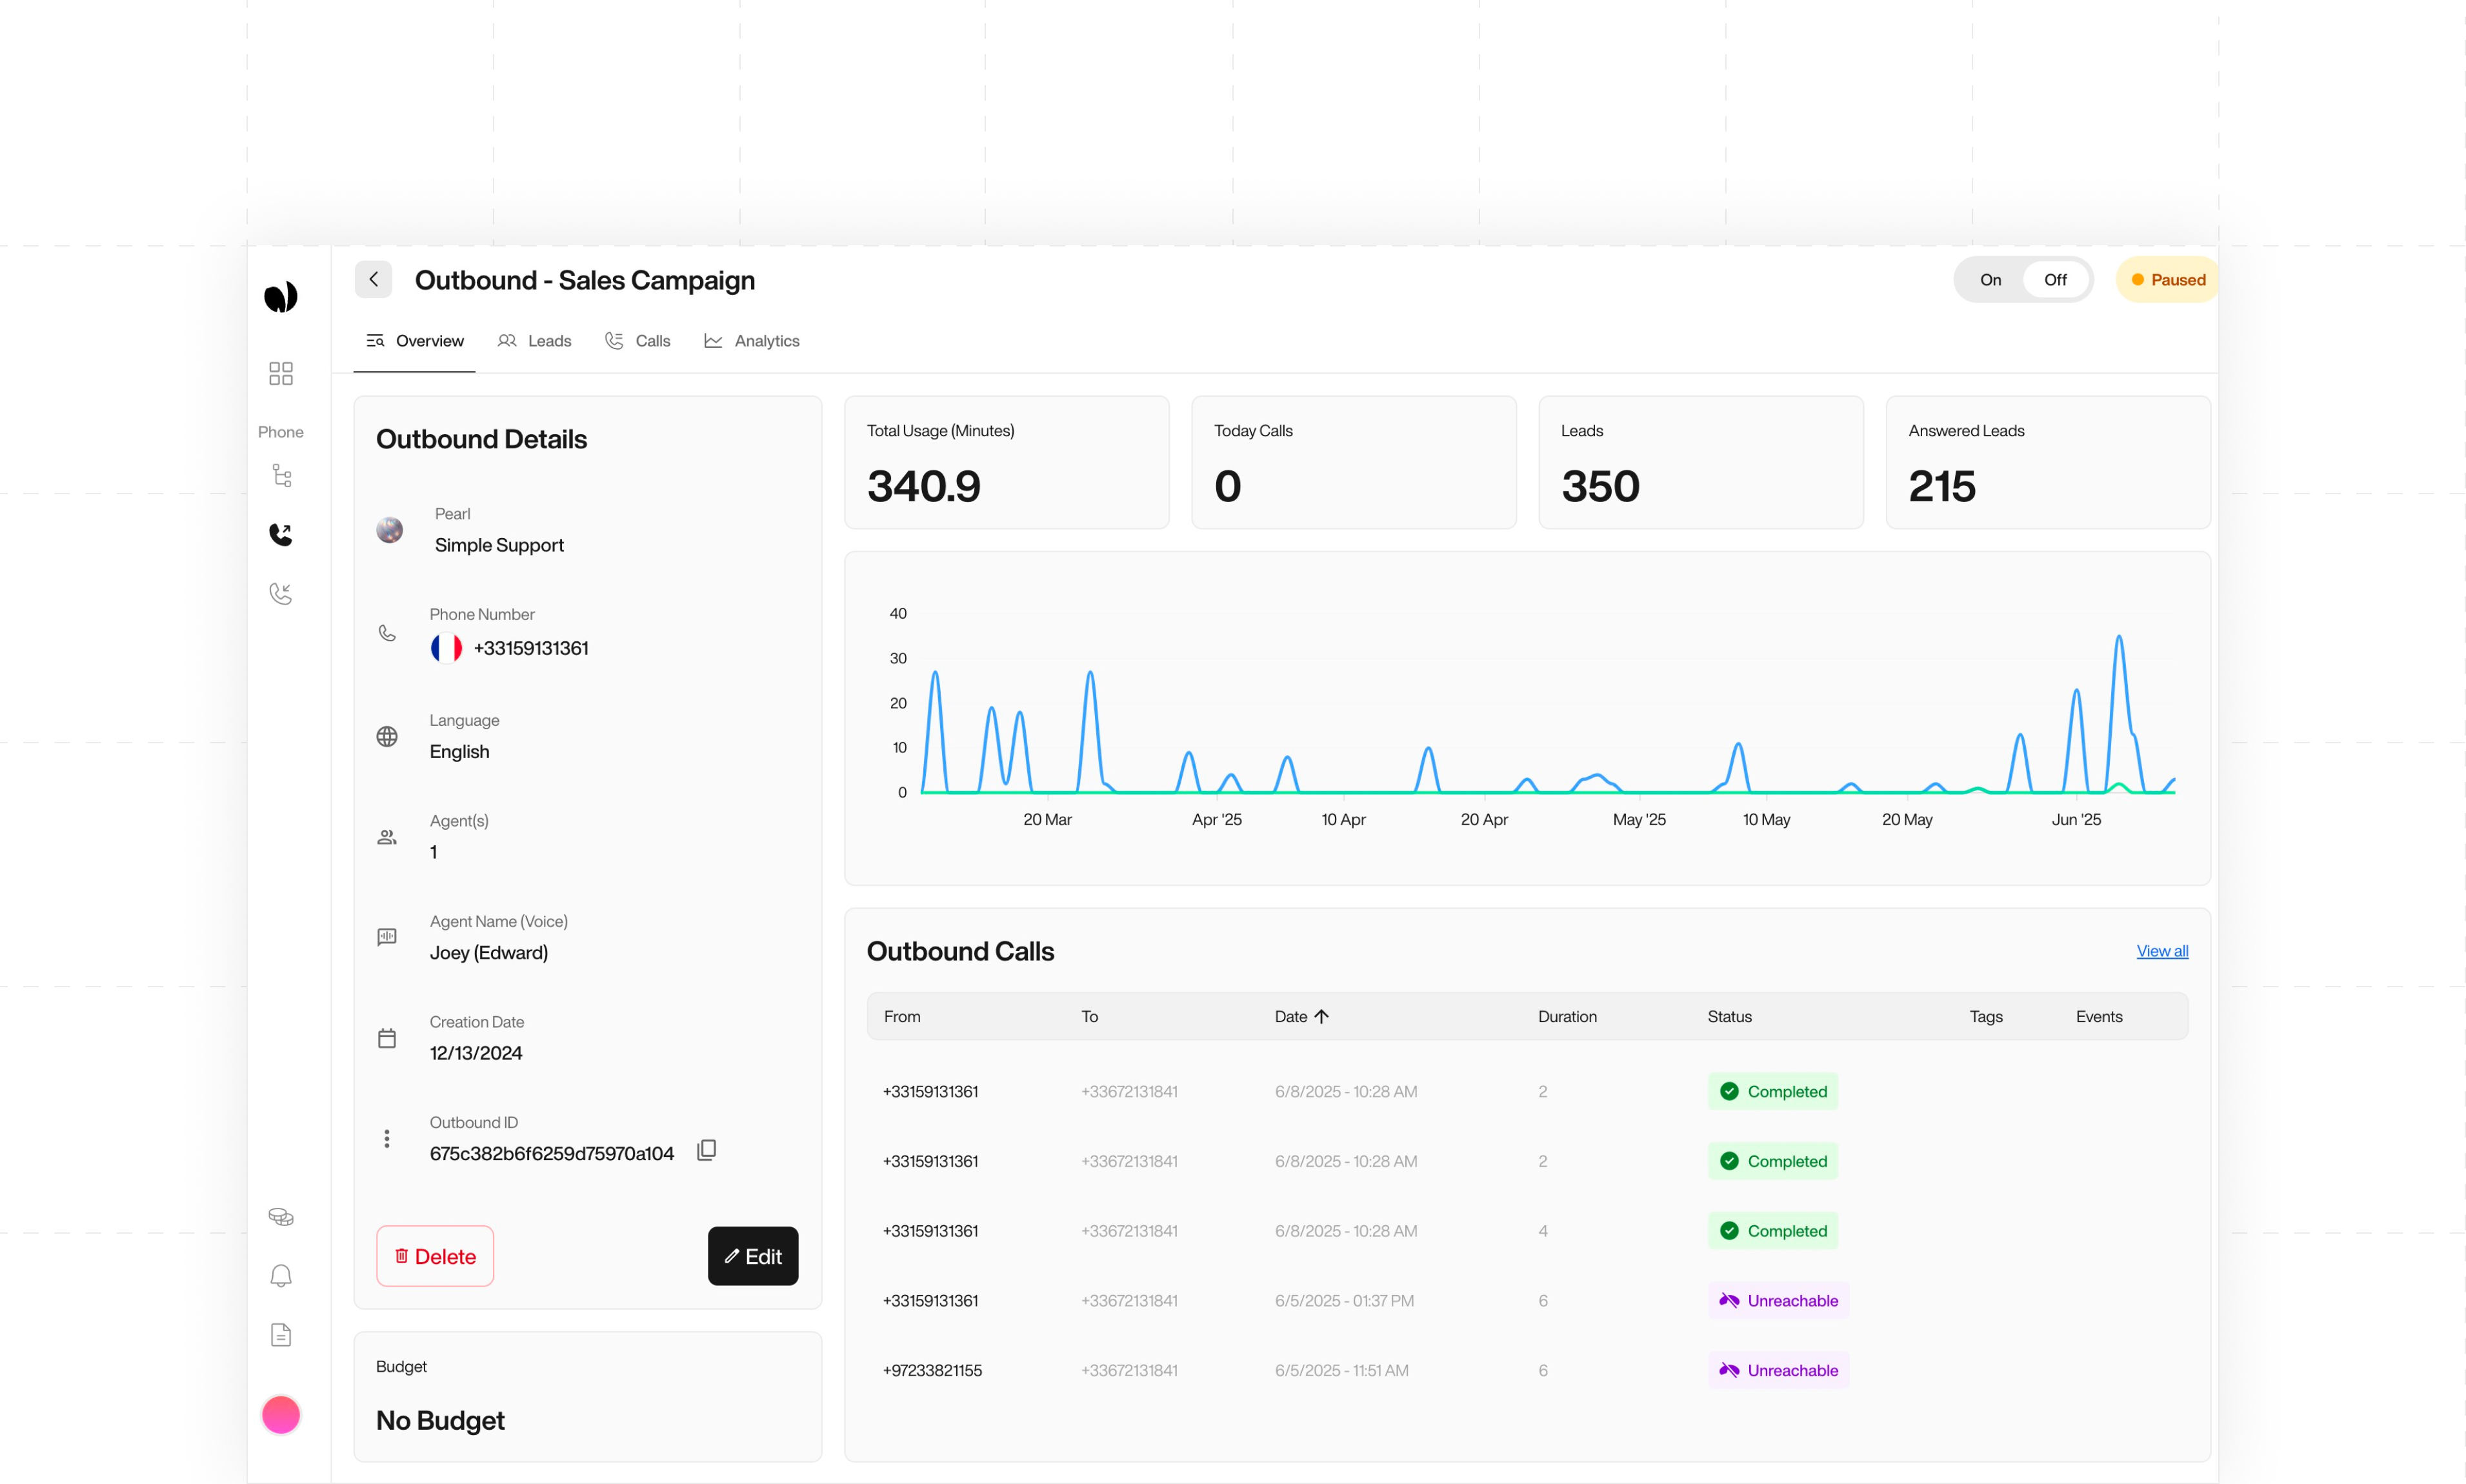 Outbound - Sales Campaign
On
Off
Paused
Overview
Leads
Calls
Analytics
Phone
Outbound Details
Pearl
Simple Support
Phone Number
+33159131361
Language
English
Agent(s)
1
Agent Name (Voice)
Joey (Edward)
Creation Date
12/13/2024
Outbound ID
675c382b6f6259d75970a104
Delete
Edit
Budget
No Budget
Total Usage (Minutes)
340.9
Today Calls
0
Leads
350
Answered Leads
215
40
30
20
10
0
20 Mar
Apr '25
10 Apr
20 Apr
May '25
10 May
20 May
Jun '25
Outbound Calls
View all
From To Date Duration Status Tags Events
+33159131361 +33672131841 6/8/2025 - 10:28 AM 2 Completed
+33159131361 +33672131841 6/8/2025 - 10:28 AM 2 Completed
+33159131361 +33672131841 6/8/2025 - 10:28 AM 4 Completed
+33159131361 +33672131841 6/5/2025 - 01:37 PM 6 Unreachable
+97233821155 +33672131841 6/5/2025 - 11:51 AM 6 Unreachable